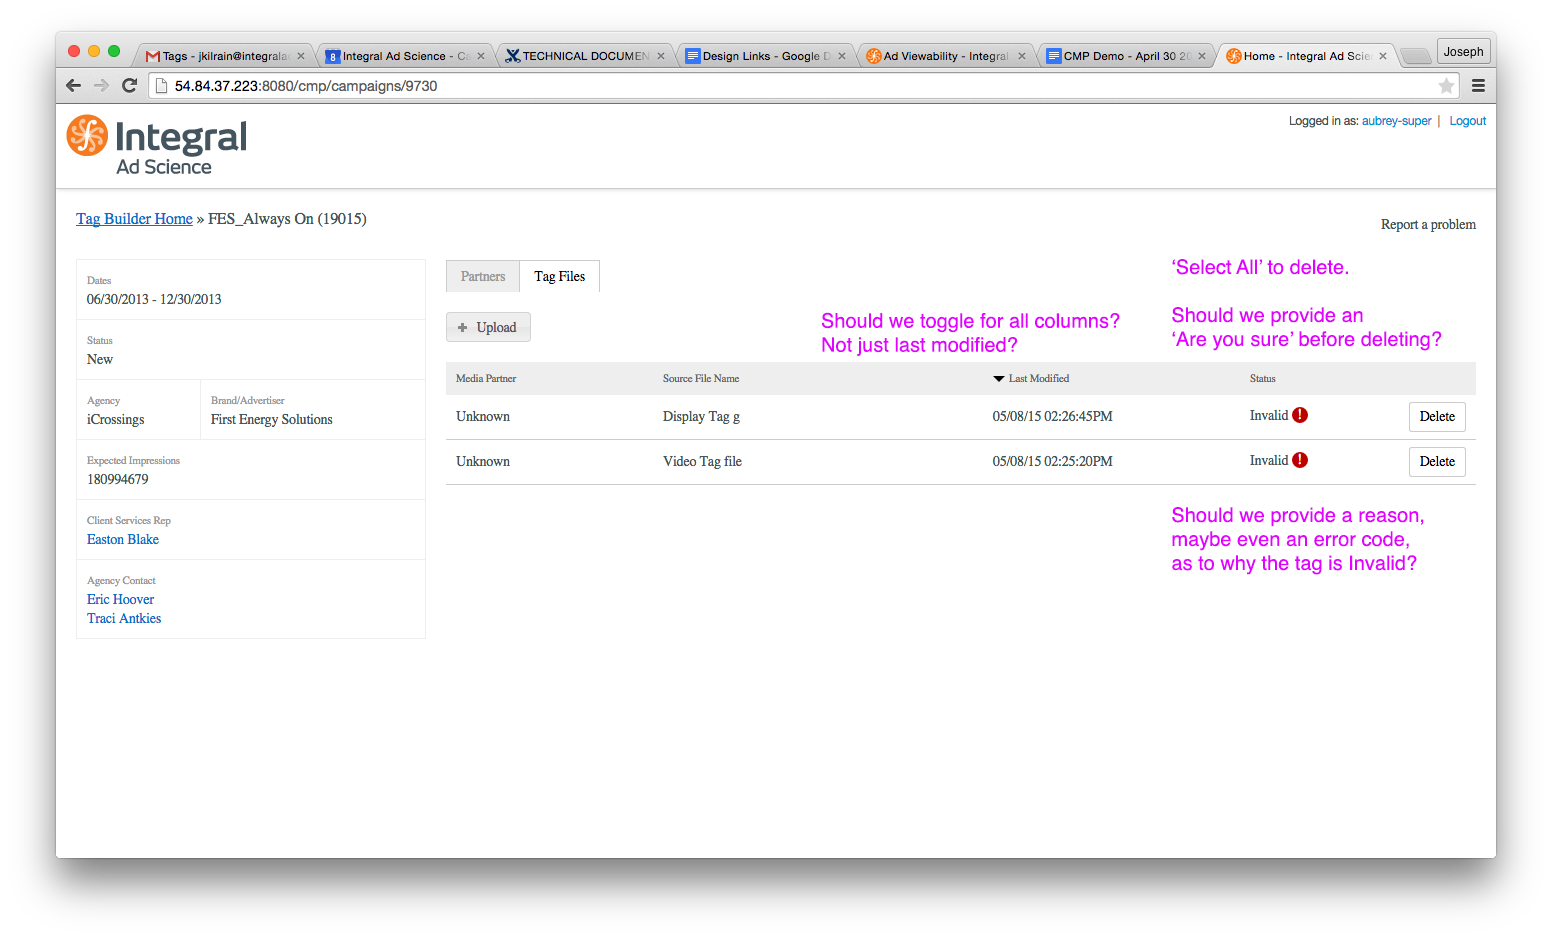 Tags - jkilrain@integralac
Integral Ad Science - Ca
TECHNICAL DOCUMEN
Design Links - Google D
Ad Viewability - Integral
CMP Demo - April 30 20
Home - Integral Ad Scien
Joseph
54.84.37.223:8080/cmp/campaigns/9730
Integral
Ad Science
Logged in as: aubrey-super | Logout
Tag Builder Home » FES_Always On (19015)
Report a problem
Dates
06/30/2013 - 12/30/2013
Status
New
Agency
iCrossings
Brand/Advertiser
First Energy Solutions
Expected Impressions
180994679
Client Services Rep
Easton Blake
Agency Contact
Eric Hoover
Traci Antkies
Partners
Tag Files
+ Upload
Should we toggle for all columns?
Not just last modified?
‘Select All’ to delete.
Should we provide an
‘Are you sure’ before deleting?
Media Partner Source File Name Last Modified Status
Unknown Display Tag g 05/08/15 02:26:45PM Invalid ! Delete
Unknown Video Tag file 05/08/15 02:25:20PM Invalid ! Delete
Should we provide a reason,
maybe even an error code,
as to why the tag is Invalid?